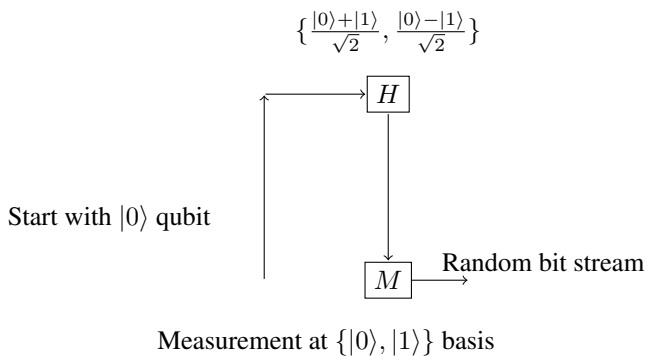 { |0⟩+|1⟩/√2 , |0⟩−|1⟩/√2 }
H
Start with |0⟩ qubit
M
Random bit stream
Measurement at {|0⟩, |1⟩} basis